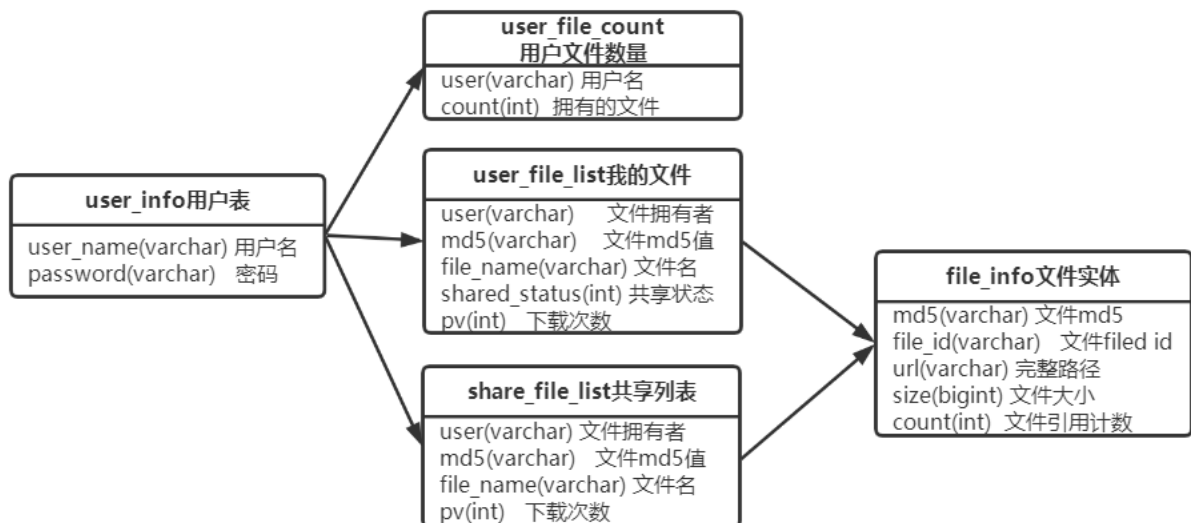 user_file_count
用户文件数量
user(varchar) 用户名
count(int) 拥有的文件
user_info用户表
user_name(varchar) 用户名
password(varchar) 密码
user_file_list我的文件
user(varchar) 文件拥有者
md5(varchar) 文件md5值
file_name(varchar) 文件名
shared_status(int) 共享状态
pv(int) 下载次数
share_file_list共享列表
user(varchar) 文件拥有者
md5(varchar) 文件md5值
file_name(varchar) 文件名
pv(int) 下载次数
file_info文件实体
md5(varchar) 文件md5
file_id(varchar) 文件filed id
url(varchar) 完整路径
size(bigint) 文件大小
count(int) 文件引用计数